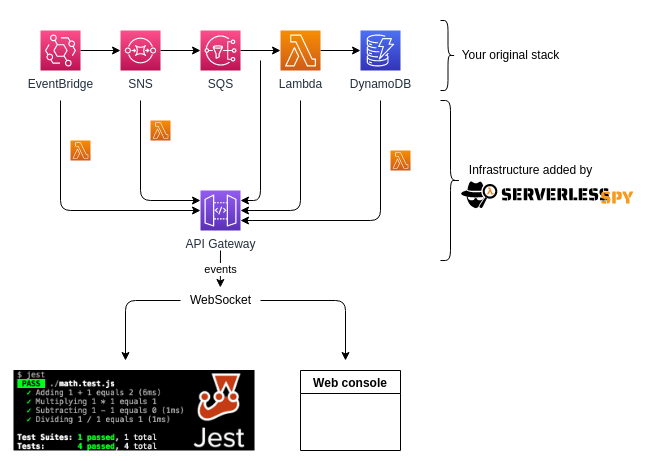 EventBridge
SNS
SQS
Lambda
DynamoDB
Your original stack
Infrastructure added by
SERVERLESSSPY
API Gateway
events
WebSocket
$ jest
PASS ./math.test.js
✓ Adding 1 + 1 equals 2 (6ms)
✓ Multiplying 1 * 1 equals 1
✓ Subtracting 1 - 1 equals 0 (1ms)
✓ Dividing 1 / 1 equals 1 (1ms)
Test Suites: 1 passed, 1 total
Tests: 4 passed, 4 total
Jest
Web console